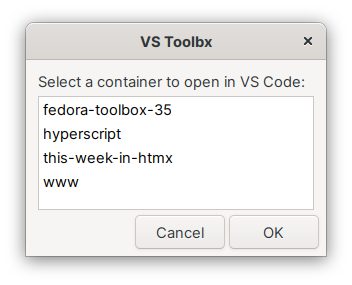 VS Toolbx
Select a container to open in VS Code:
fedora-toolbox-35
hyperscript
this-week-in-htmx
www
Cancel OK